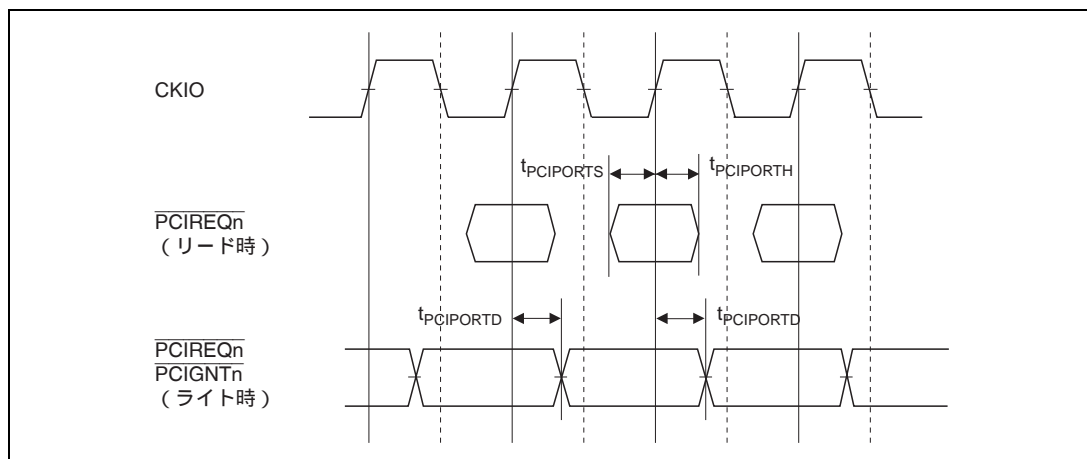 CKIO
tPCIPORTS
tPCIPORTH
PCIREQn
（リード時）
tPCIPORTD
tPCIPORTD
PCIREQn
PCIGNTn
（ライト時）